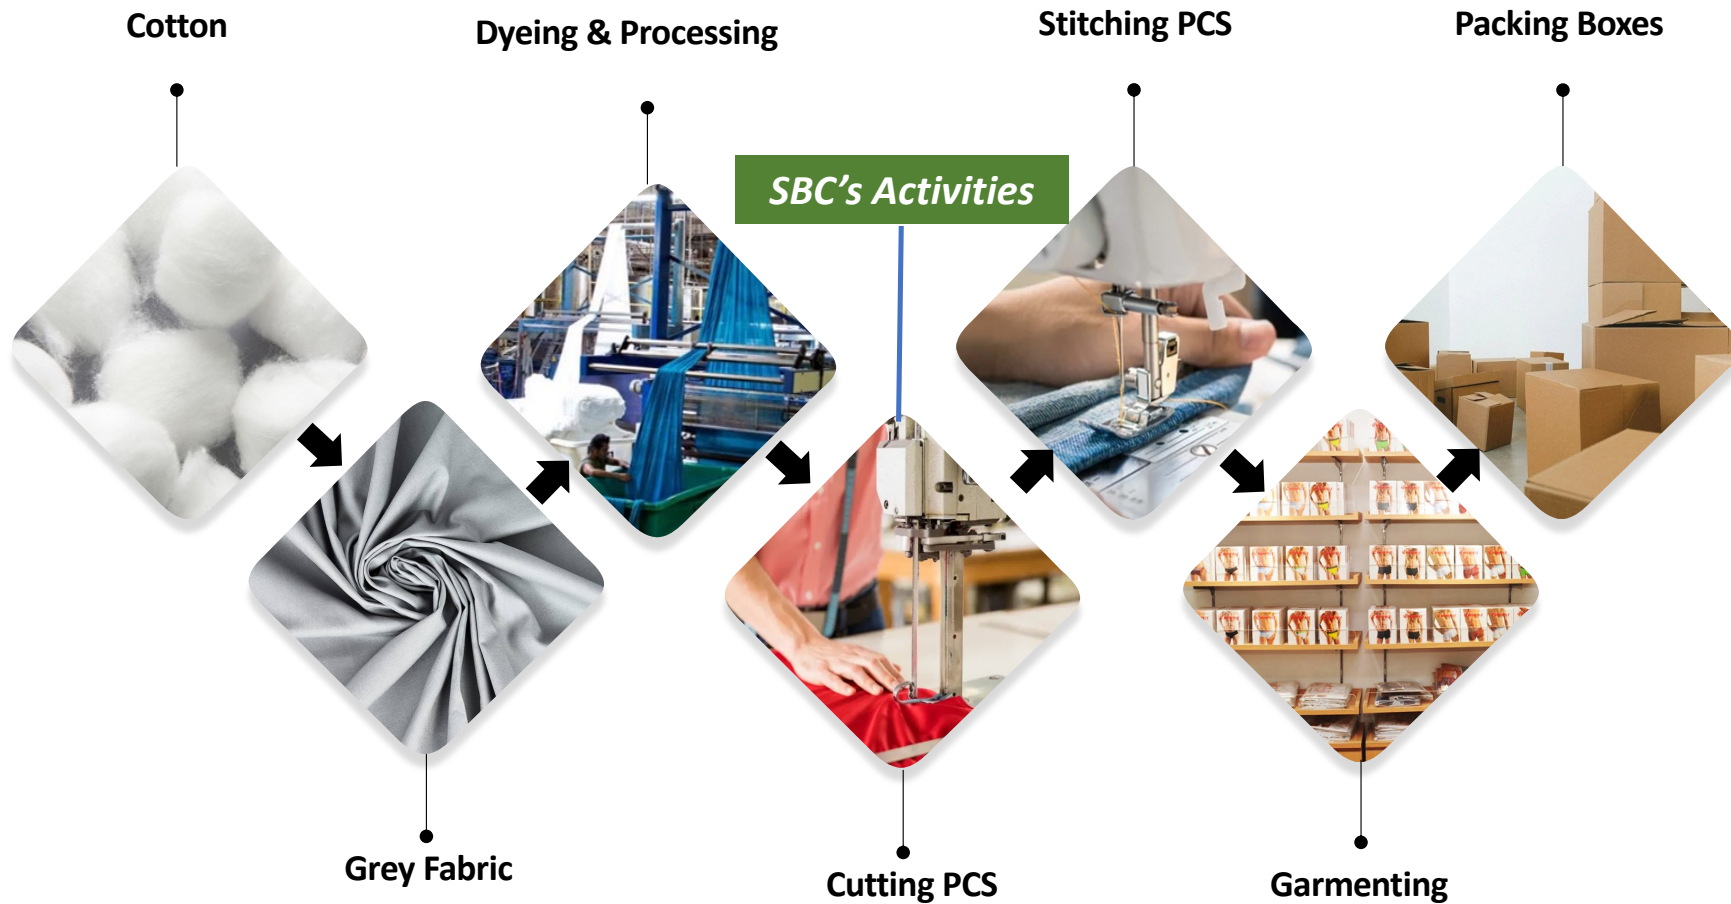 Cotton
Dyeing & Processing
Stitching PCS
Packing Boxes
SBC’s Activities
Grey Fabric
Cutting PCS
Garmenting